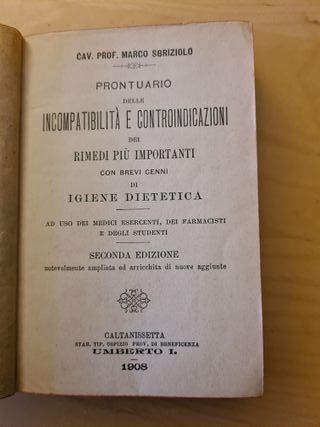 CAV. PROF. MARCO SBRIZIOLO
PRONTUARIO
DELLE
INCOMPATIBILITÀ E CONTROINDICAZIONI
DEI
RIMEDI PIÙ IMPORTANTI
CON BREVI CENNI
DI
IGIENE DIETETICA
AD USO DEI MEDICI ESERCENTI, DEI FARMACISTI
E DEGLI STUDENTI
SECONDA EDIZIONE
notevolmente ampliata ed arricchita di nuove aggiunte
CALTANISSETTA
STAB. TIP. OSPIZIO PROV. DI BENEFICENZA
UMBERTO I.
1908